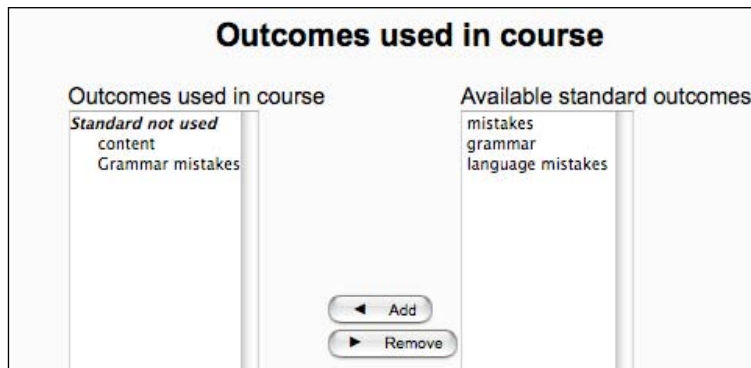 Outcomes used in course
Outcomes used in course
Standard not used
content
Grammar mistakes
Available standard outcomes
mistakes
grammar
language mistakes
◄ Add
► Remove